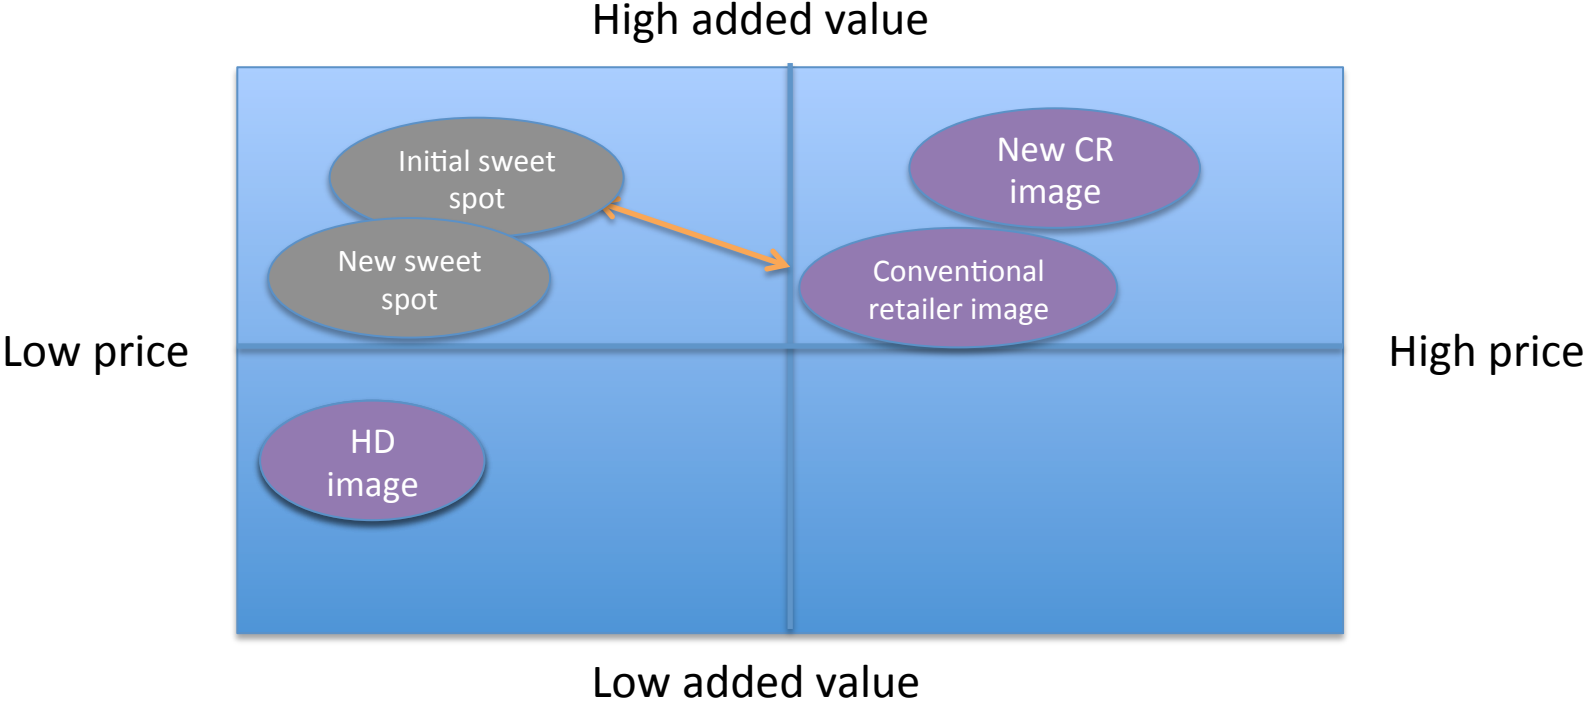 High added value
Initial sweet
spot
New CR
image
New sweet
spot
Conventional
retailer image
Low price
High price
HD
image
Low added value